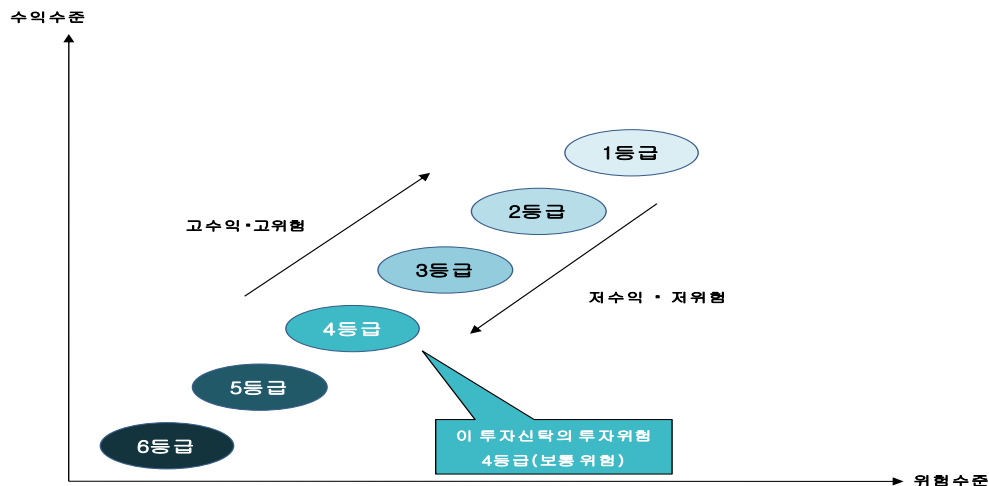 수익수준
1등급
2등급
고수익·고위험
3등급
저수익 · 저위험
4등급
5등급
이 투자신탁의 투자위험
4등급(보통 위험)
6등급
위험수준